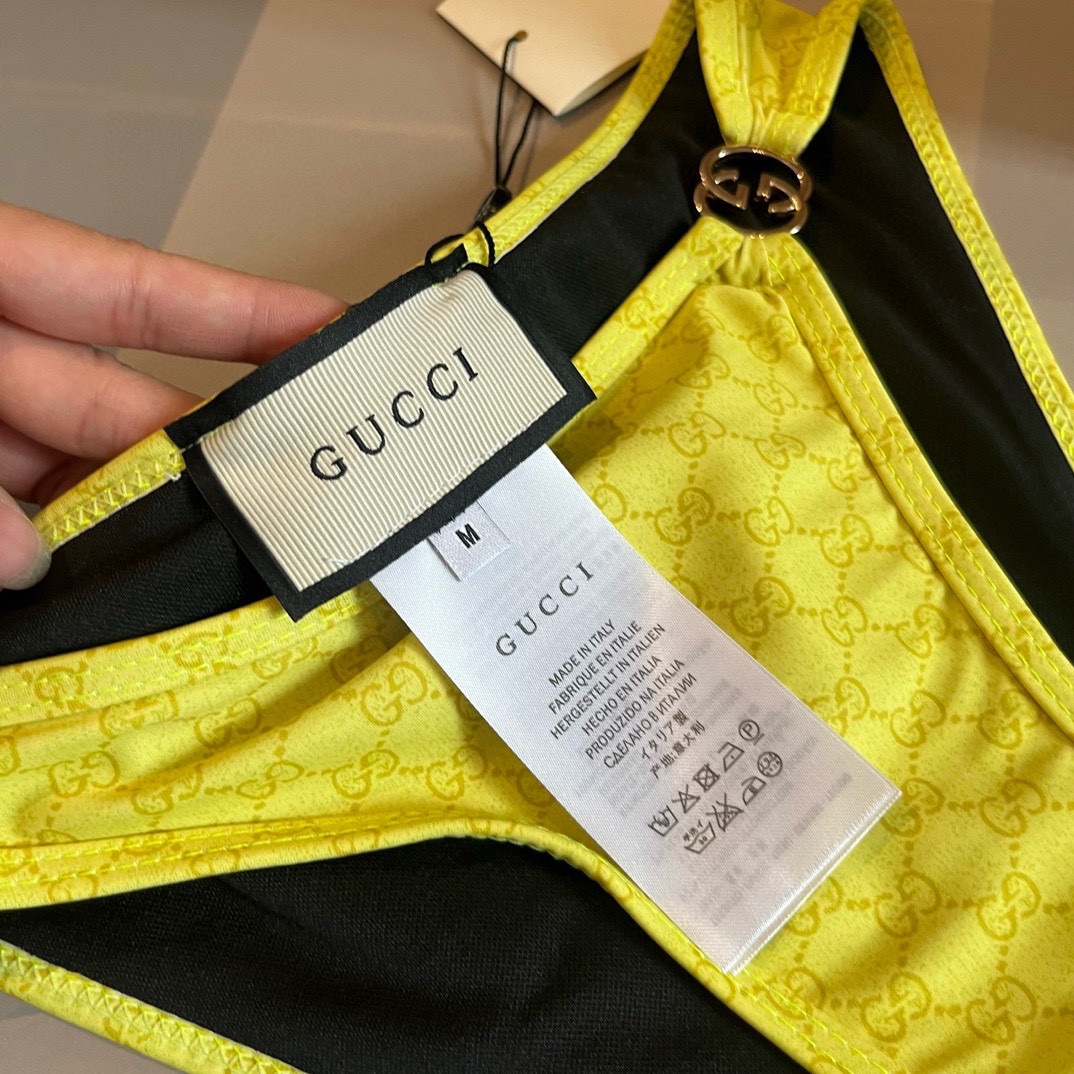 GUCCI
M
GUCCI
MADE IN ITALY
FABRIQUE EN ITALIE
HERGESTELLT IN ITALIEN
HECHO EN ITALIA
PRODUZIDO NA ITALIA
СДЕЛАНО В ИТАЛИИ
イタリア製
产地:意大利